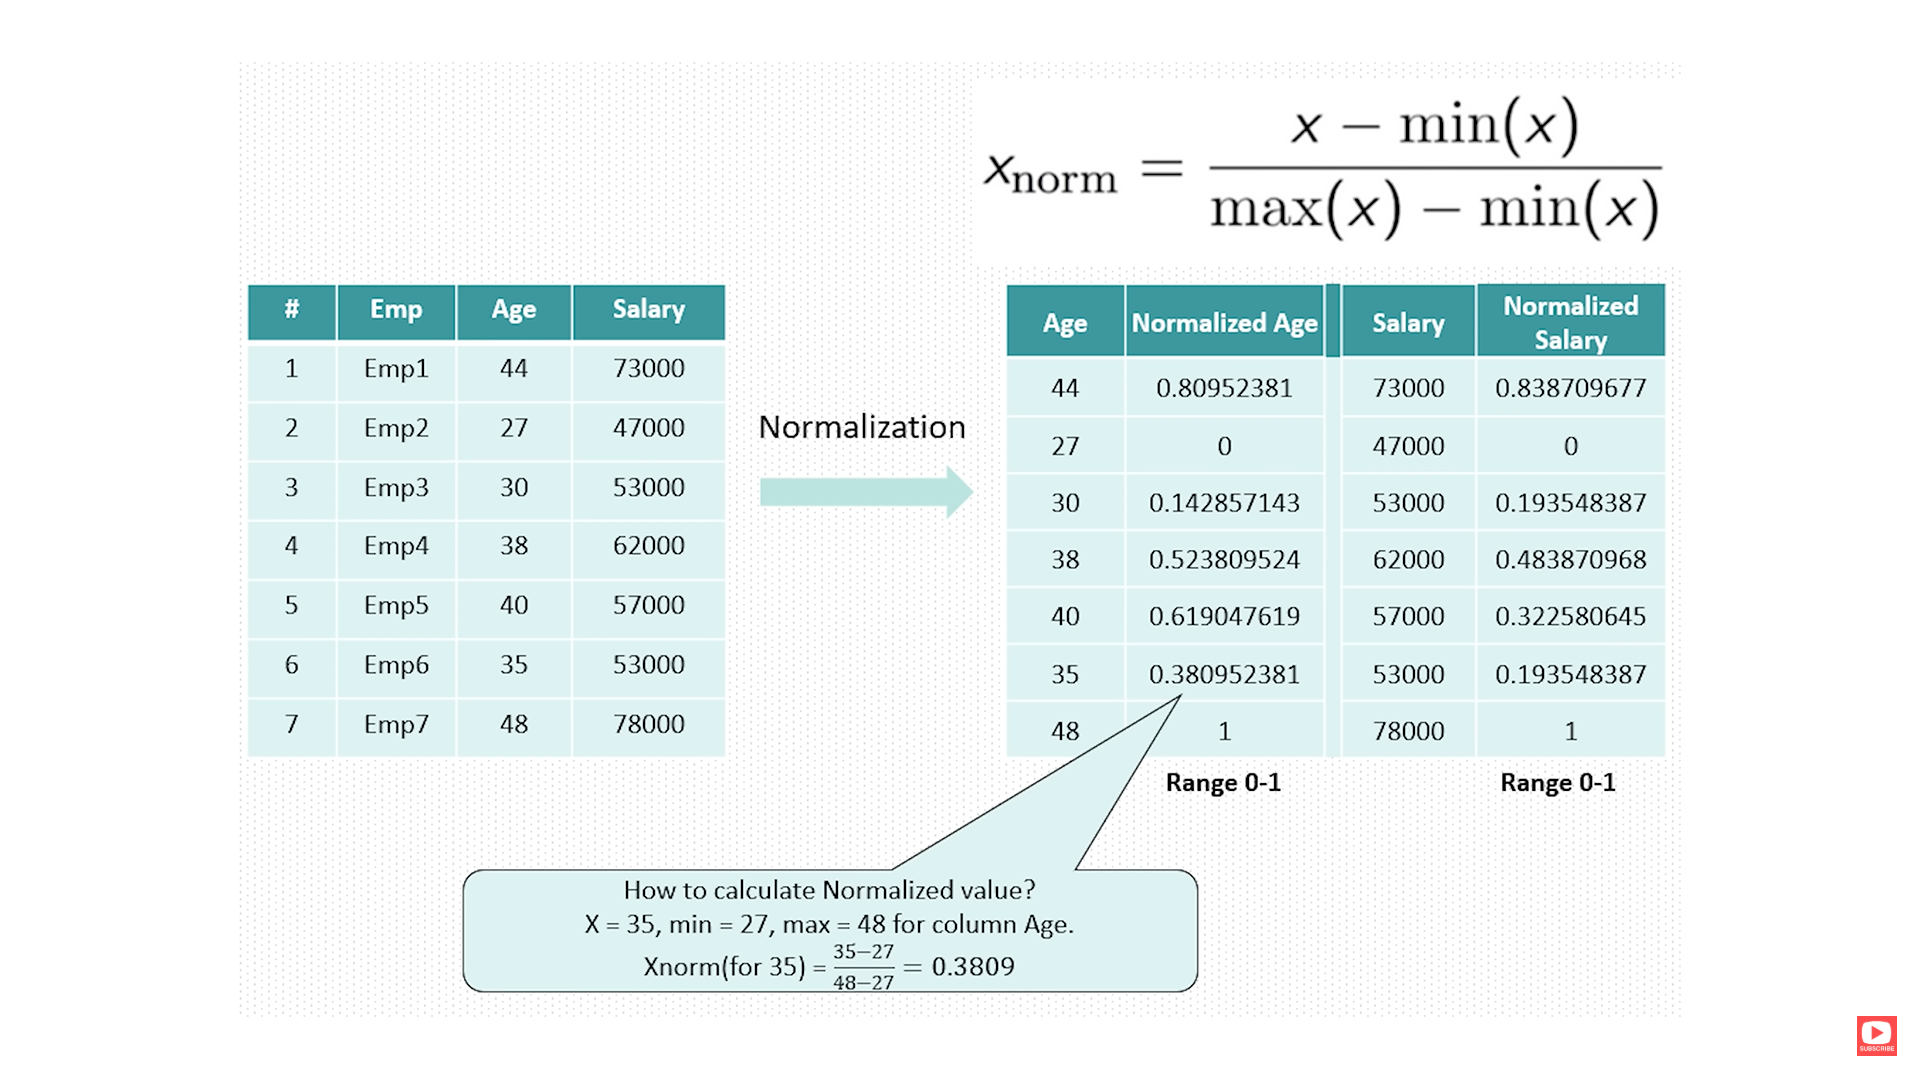 x_norm = (x − min(x)) / (max(x) − min(x))
# Emp Age Salary
1 Emp1 44 73000
2 Emp2 27 47000
3 Emp3 30 53000
4 Emp4 38 62000
5 Emp5 40 57000
6 Emp6 35 53000
7 Emp7 48 78000
Normalization
Age Normalized Age Salary Normalized Salary
44 0.80952381 73000 0.838709677
27 0 47000 0
30 0.142857143 53000 0.193548387
38 0.523809524 62000 0.483870968
40 0.619047619 57000 0.322580645
35 0.380952381 53000 0.193548387
48 1 78000 1
Range 0-1 Range 0-1
How to calculate Normalized value?
X = 35, min = 27, max = 48 for column Age.
Xnorm(for 35) = (35−27)/(48−27) = 0.3809
SUBSCRIBE